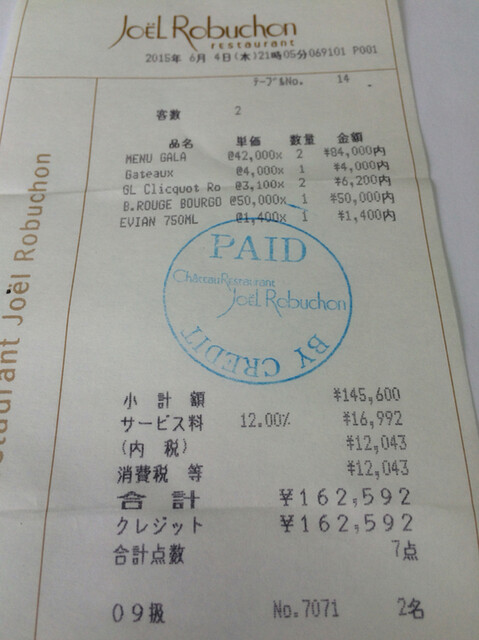 Joël Robuchon
restaurant
2015年 6月 4日(木)21時05分069101 P001
ﾃｰﾌﾞﾙNo. 14
客数 2
品名 単価 数量 金額
MENU GALA @42,000x 2 ¥84,000内
Gateaux @4,000x 1 ¥4,000内
GL Clicquot Ro @3,100x 2 ¥6,200内
B.ROUGE BOURGO @50,000x 1 ¥50,000内
EVIAN 750ML @1,400x 1 ¥1,400内
PAID
Château Restaurant
Joël Robuchon
BY CREDIT
小計額 ¥145,600
サービス料 12.00% ¥16,992
(内 税) ¥12,043
消費税 等 ¥12,043
合計 ¥162,592
クレジット ¥162,592
合計点数 7点
09扱 No.7071 2名
staurant Joël Robuchon